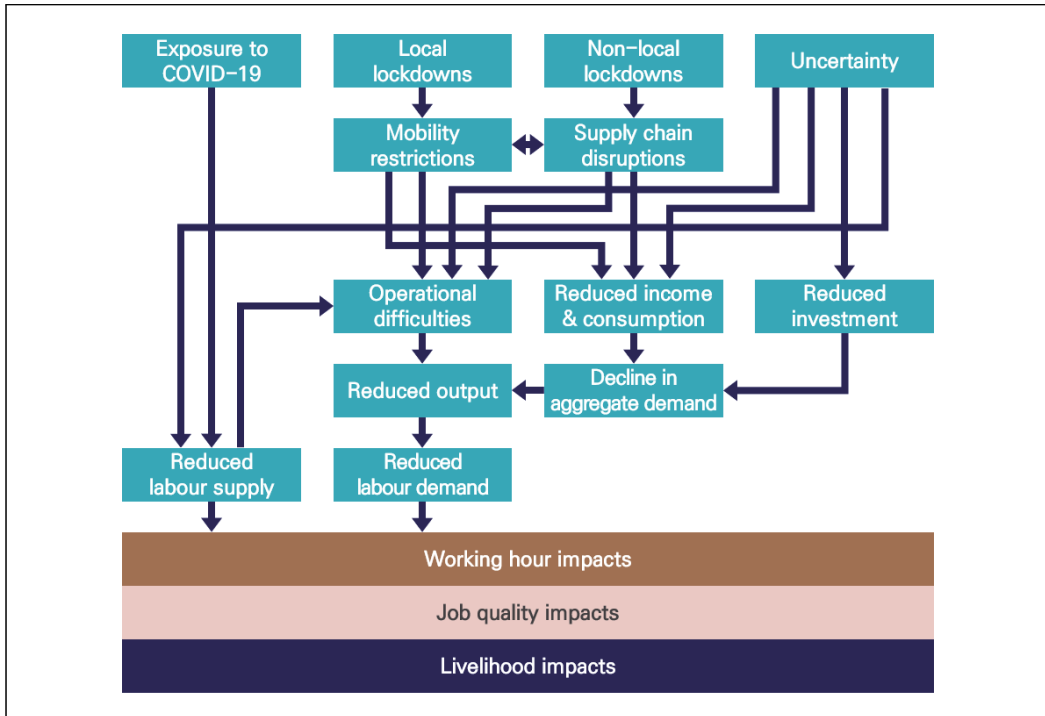 Exposure to
COVID-19
Local
lockdowns
Non-local
lockdowns
Uncertainty
Mobility
restrictions
Supply chain
disruptions
Operational
difficulties
Reduced income
& consumption
Reduced
investment
Reduced output
Decline in
aggregate demand
Reduced
labour supply
Reduced
labour demand
Working hour impacts
Job quality impacts
Livelihood impacts